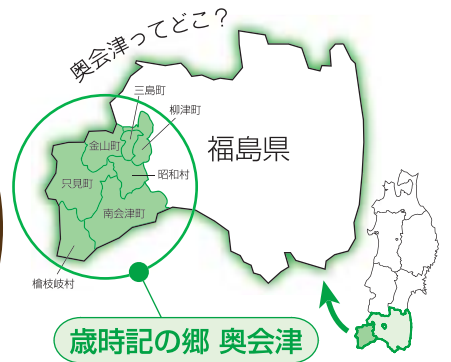 奥会津ってどこ？
三島町
柳津町
金山町
福島県
只見町
昭和村
南会津町
檜枝岐村
歳時記の郷 奥会津